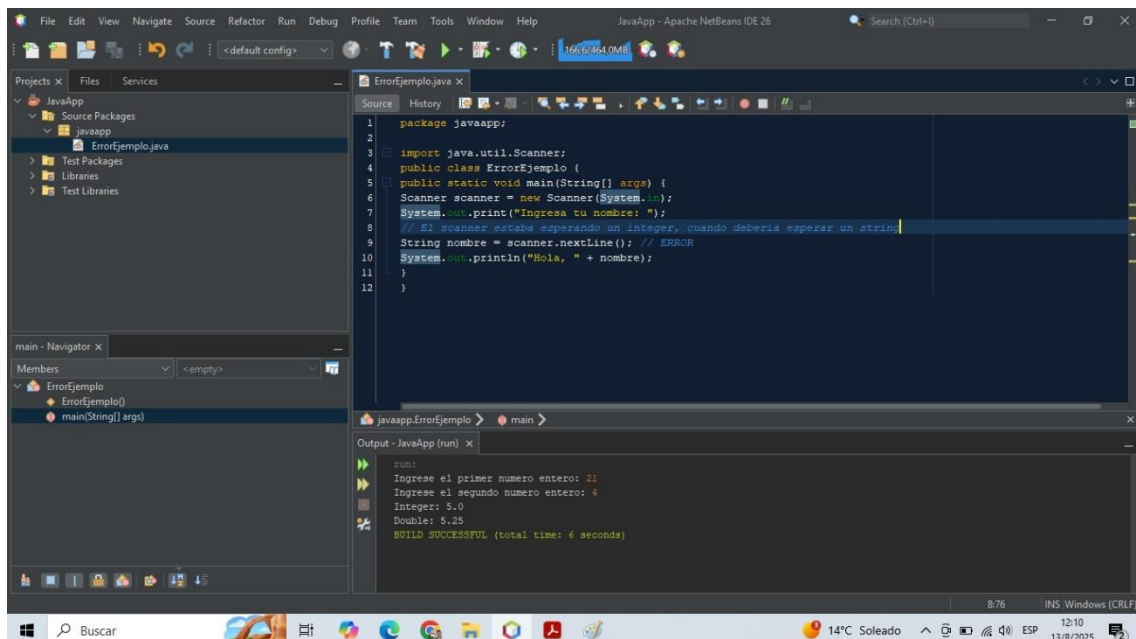 File Edit View Navigate Source Refactor Run Debug Profile Team Tools Window Help
JavaApp - Apache NetBeans IDE 26
Search (Ctrl+I)
<default config>
166.6/464.0MB
Projects
Files
Services
JavaApp
Source Packages
javaapp
ErrorEjemplo.java
Test Packages
Libraries
Test Libraries
ErrorEjemplo.java
Source
History
1 package javaapp;
2
3 import java.util.Scanner;
4 public class ErrorEjemplo {
5 public static void main(String[] args) {
6 Scanner scanner = new Scanner(System.in);
7 System.out.print("Ingresa tu nombre: ");
8 // El scanner estaba esperando un integer, cuando deberia esperar un string
9 String nombre = scanner.nextLine(); // ERROR
10 System.out.println("Hola, " + nombre);
11 }
12 }
main - Navigator
Members
<empty>
ErrorEjemplo
ErrorEjemplo()
main(String[] args)
javaapp.ErrorEjemplo
main
Output - JavaApp (run)
run:
Ingrese el primer numero entero: 21
Ingrese el segundo numero entero: 4
Integer: 5.0
Double: 5.25
BUILD SUCCESSFUL (total time: 6 seconds)
8:76
INS Windows (CRLF)
Buscar
14°C Soleado
ESP
12:10
13/8/2025